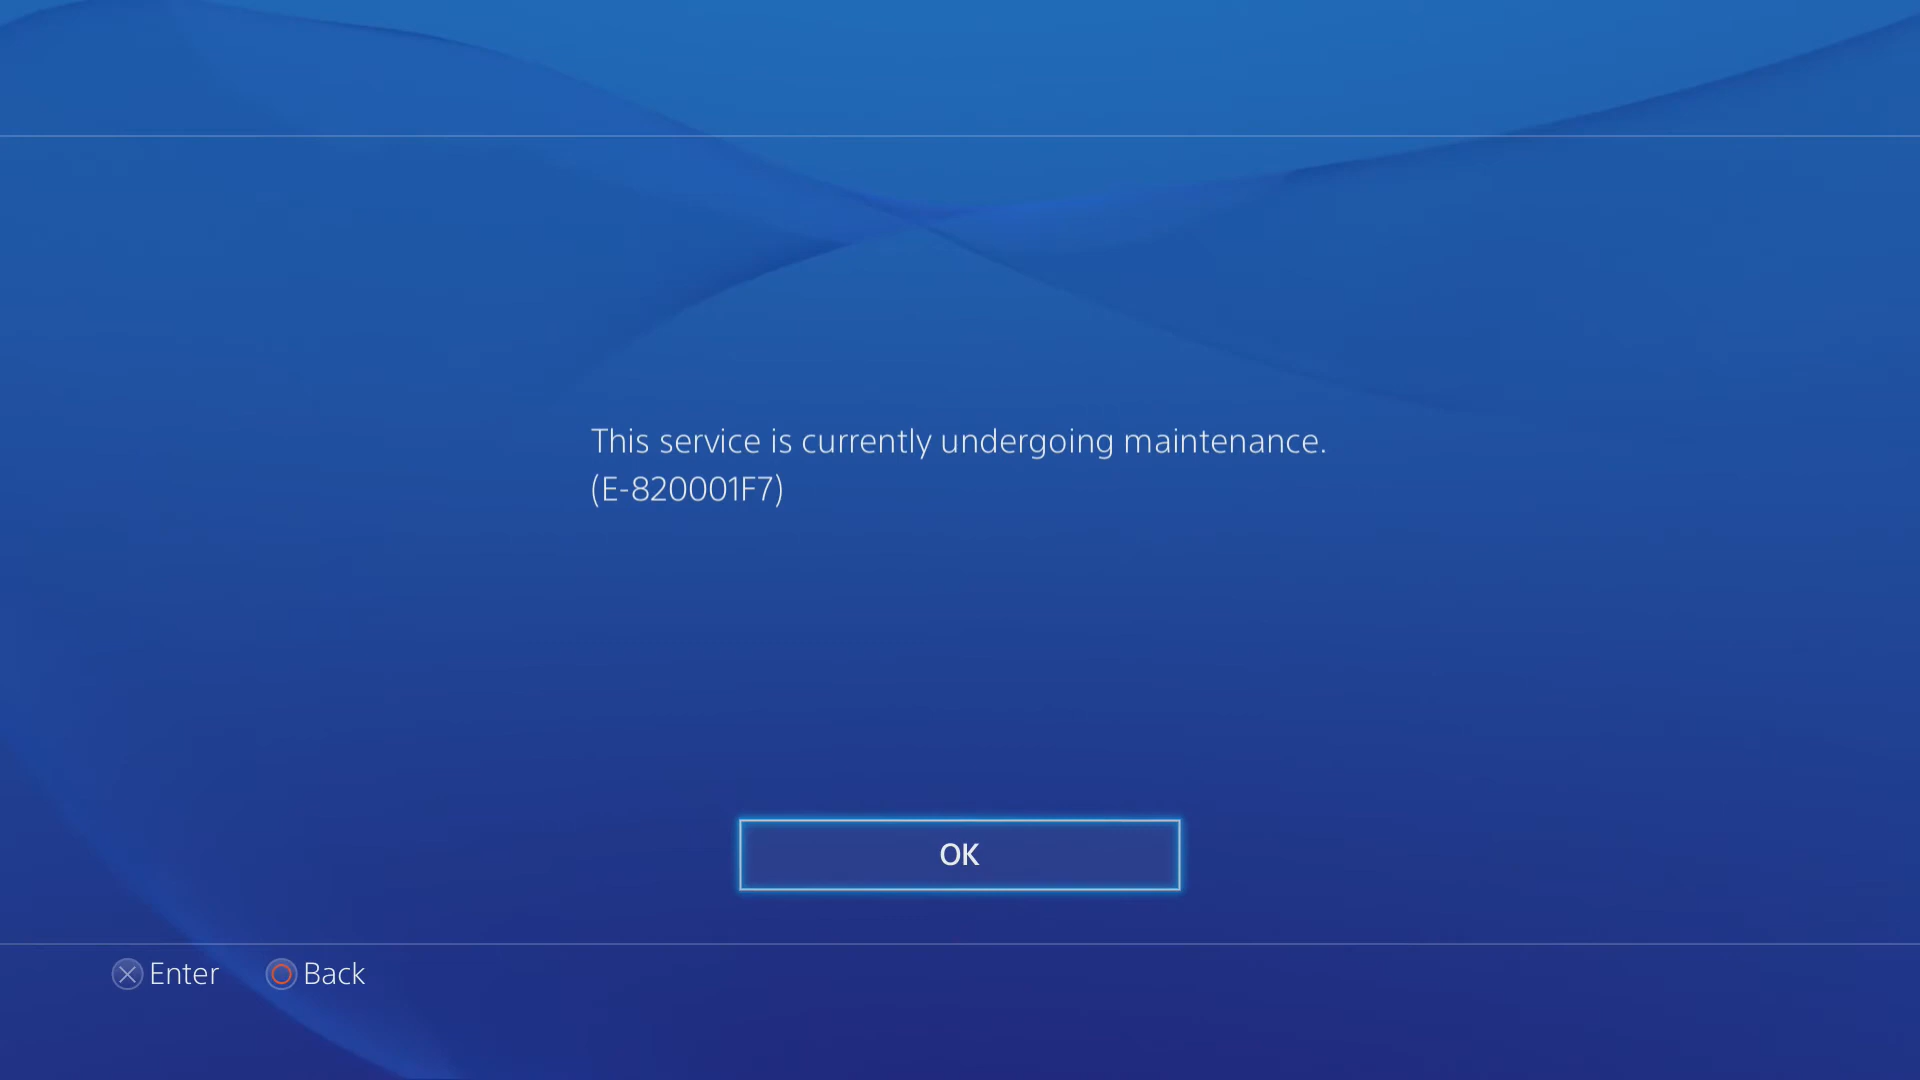 This service is currently undergoing maintenance.
(E-820001F7)
OK
Enter Back